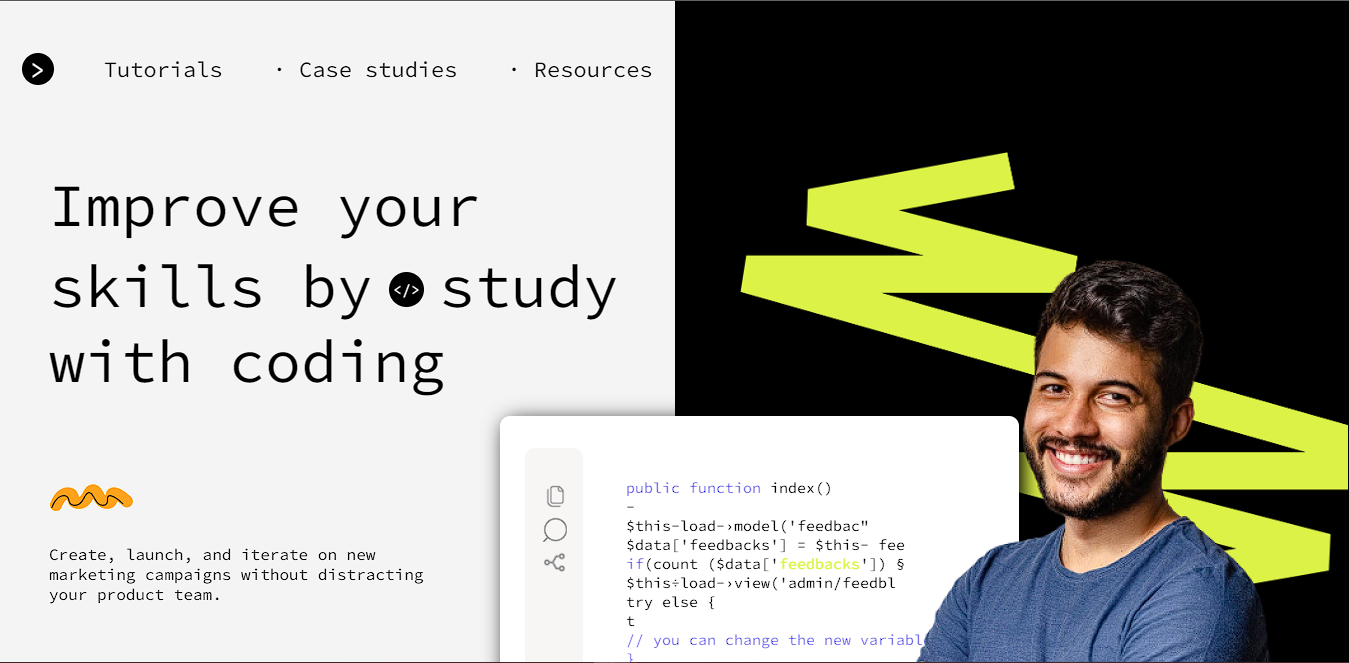 Tutorials · Case studies · Resources
Improve your
skills by </> study
with coding
Create, launch, and iterate on new
marketing campaigns without distracting
your product team.
public function index()
-
$this-load-›model('feedbac"
$data['feedbacks'] = $this- fee
if(count ($data['feedbacks']) §
$this÷load-›view('admin/feedbl
try else {
t
// you can change the new variabl
}